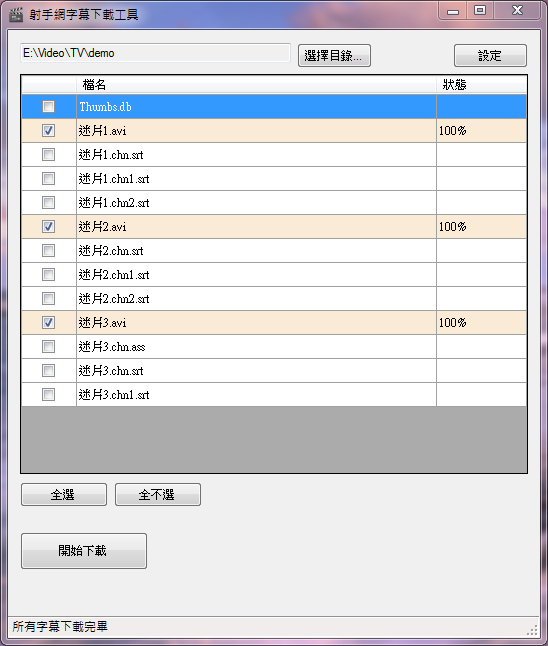 射手網字幕下載工具
E:\Video\TV\demo
選擇目錄...
設定
檔名 狀態
Thumbs.db
迷片1.avi 100%
迷片1.chn.srt
迷片1.chn1.srt
迷片1.chn2.srt
迷片2.avi 100%
迷片2.chn.srt
迷片2.chn1.srt
迷片2.chn2.srt
迷片3.avi 100%
迷片3.chn.ass
迷片3.chn.srt
迷片3.chn1.srt
全選
全不選
開始下載
所有字幕下載完畢